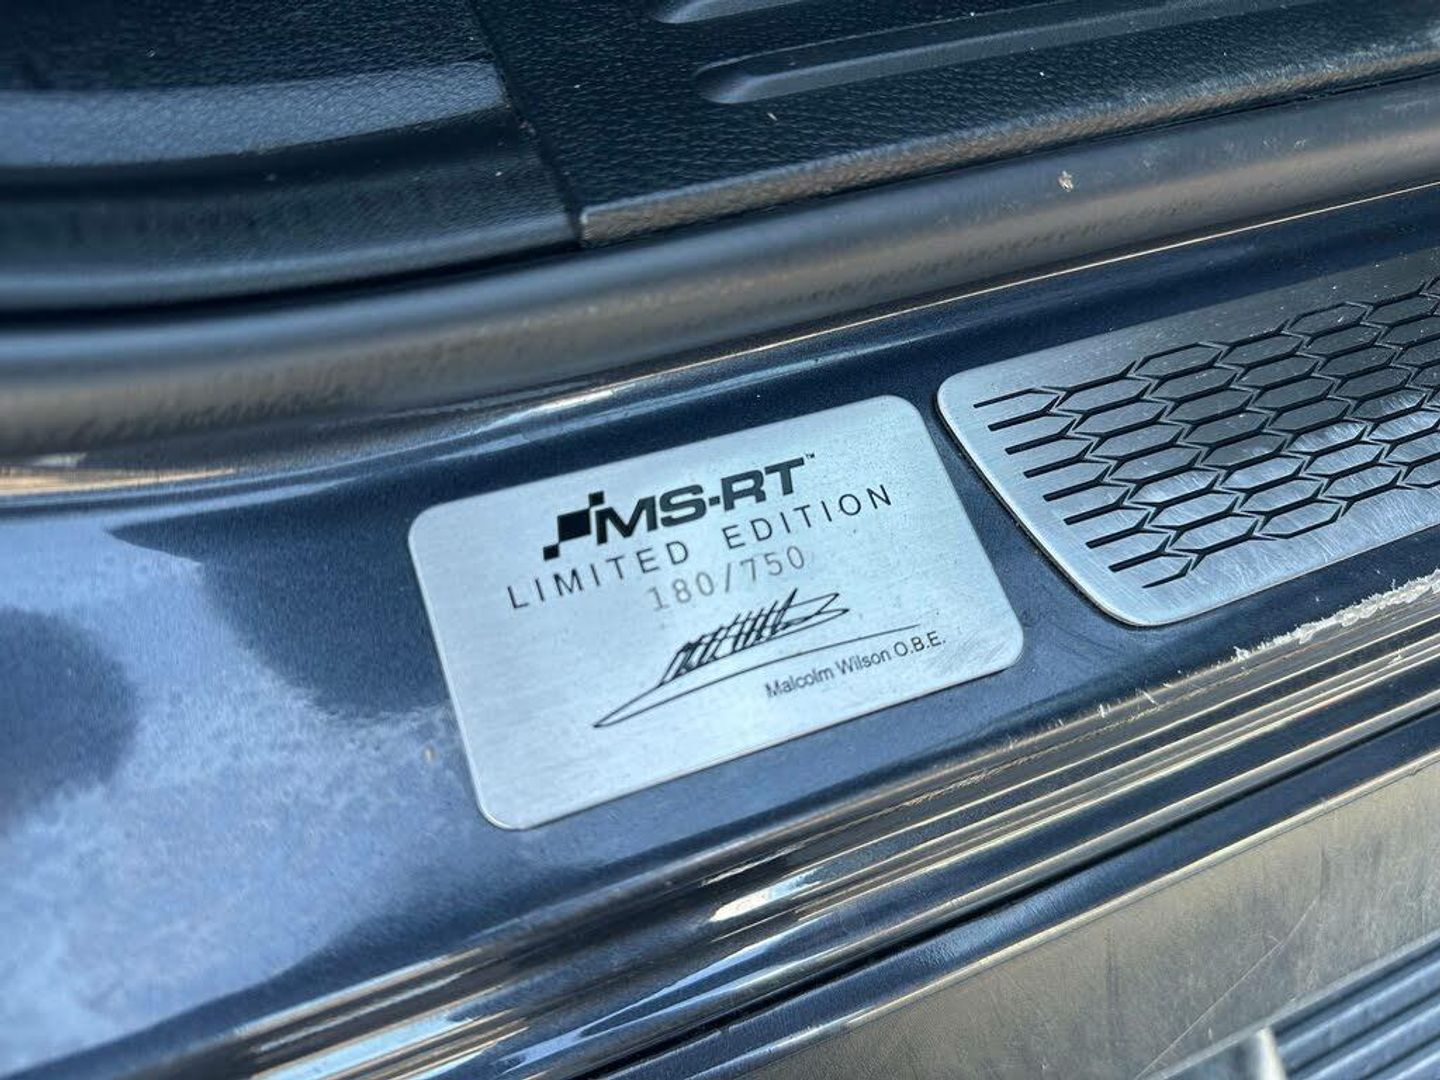 MS-RT™
LIMITED EDITION
180/750
Malcolm Wilson O.B.E.